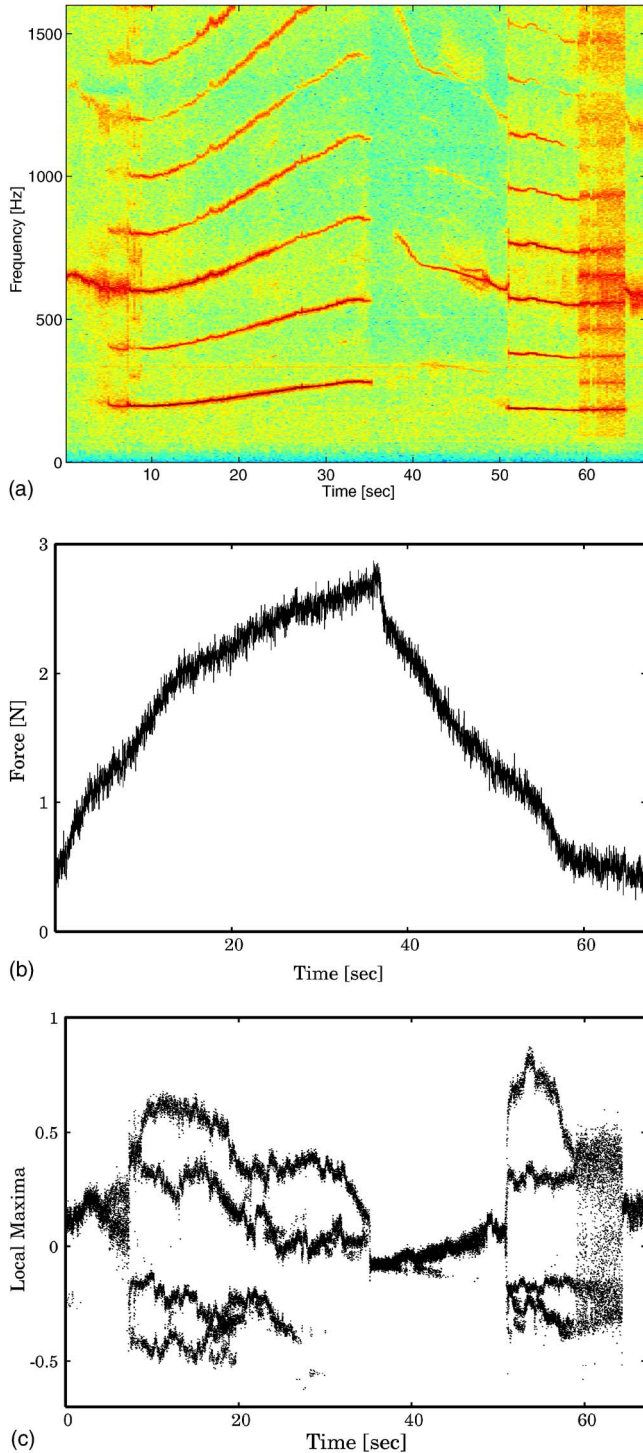 1500
1000
500
0
Frequency [Hz]
10 20 30 40 50 60
Time [sec]
(a)
3
2
1
0
Force [N]
20 40 60
Time [sec]
(b)
1
0.5
0
-0.5
Local Maxima
0 20 40 60
Time [sec]
(c)